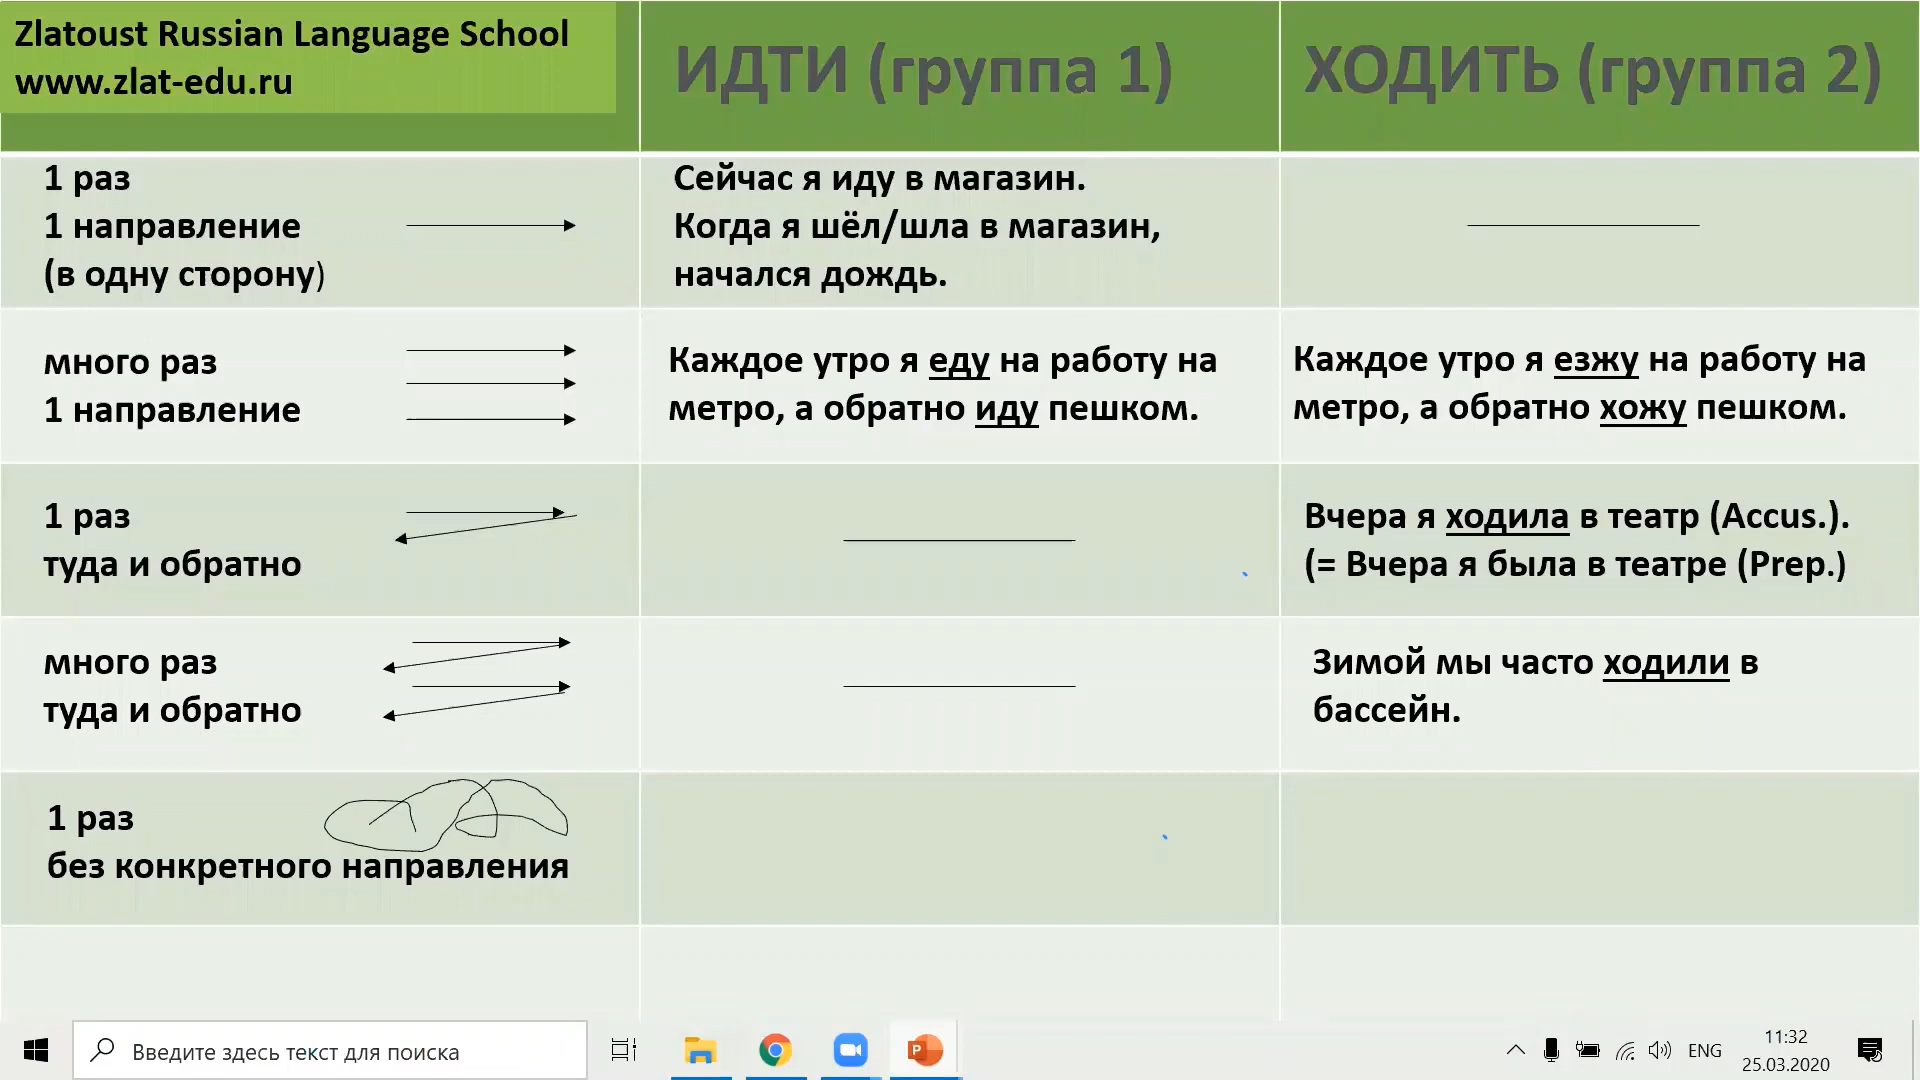 Zlatoust Russian Language School
www.zlat-edu.ru
ИДТИ (группа 1)
ХОДИТЬ (группа 2)
1 раз
1 направление
(в одну сторону)
Сейчас я иду в магазин.
Когда я шёл/шла в магазин,
начался дождь.
много раз
1 направление
Каждое утро я еду на работу на
метро, а обратно иду пешком.
Каждое утро я езжу на работу на
метро, а обратно хожу пешком.
1 раз
туда и обратно
Вчера я ходила в театр (Accus.).
(= Вчера я была в театре (Prep.)
много раз
туда и обратно
Зимой мы часто ходили в
бассейн.
1 раз
без конкретного направления
Введите здесь текст для поиска
ENG
11:32
25.03.2020